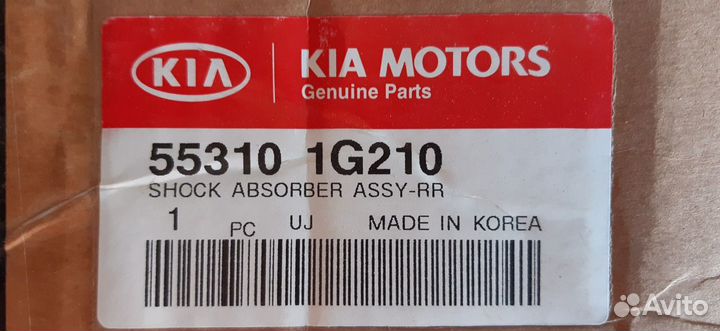 KIA
KIA MOTORS
Genuine Parts
55310 1G210
SHOCK ABSORBER ASSY-RR
1 PC UJ MADE IN KOREA
Avito